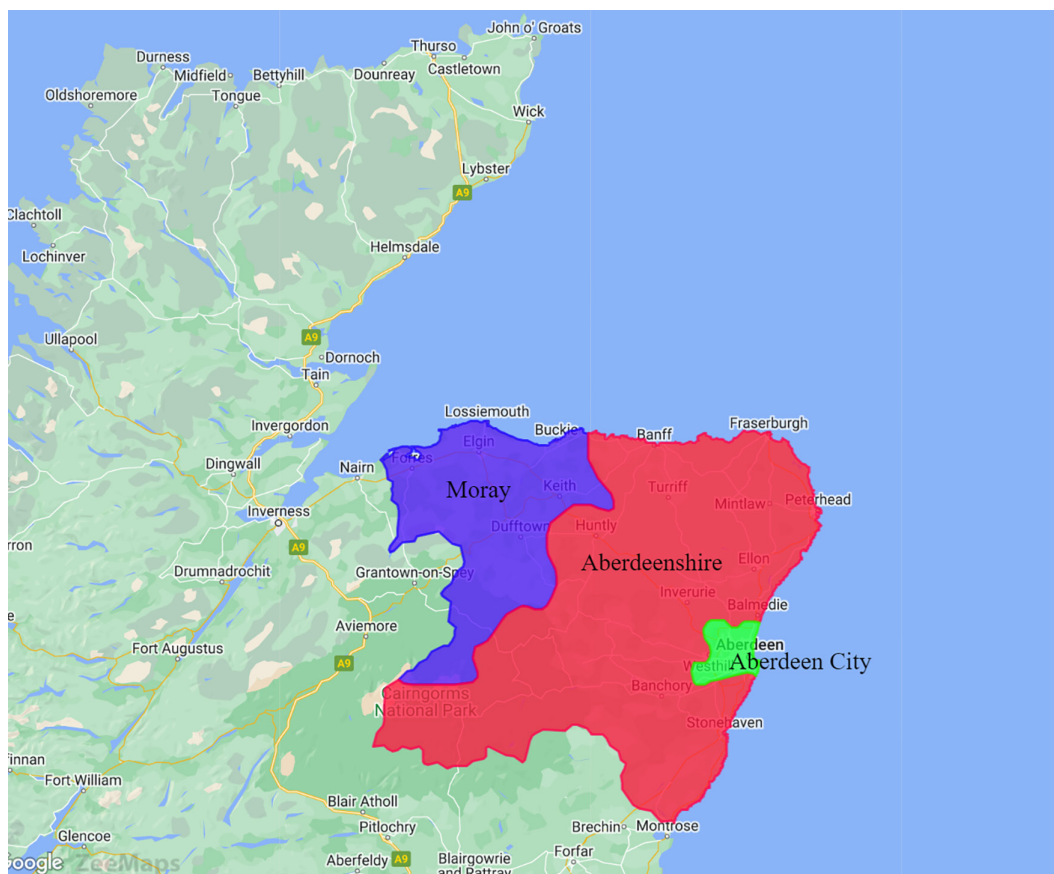 John o' Groats
Thurso
Durness
Castletown
Midfield
Bettyhill
Dounreay
Oldshoremore
Tongue
Wick
Lybster
A9
Clachtoll
Helmsdale
Lochinver
A9
Ullapool
Dornoch
Tain
Lossiemouth
Fraserburgh
Invergordon
Buckie
Banff
Elgin
Forres
Dingwall
Nairn
Keith
Turriff
Moray
Mintlaw
Peterhead
Inverness
Dufftown
Huntly
A9
Aberdeenshire
Ellon
Drumnadrochit
Grantown-on-Spey
Inverurie
Balmedie
Aviemore
Aberdeen
Fort Augustus
Aberdeen City
A9
Banchory
Cairngorms
National Park
Stonehaven
Fort William
Blair Atholl
Pitlochry
Brechin
Montrose
Glencoe
Forfar
Aberfeldy
A9
Blairgowrie
and Rattray
Google
ZeeMaps